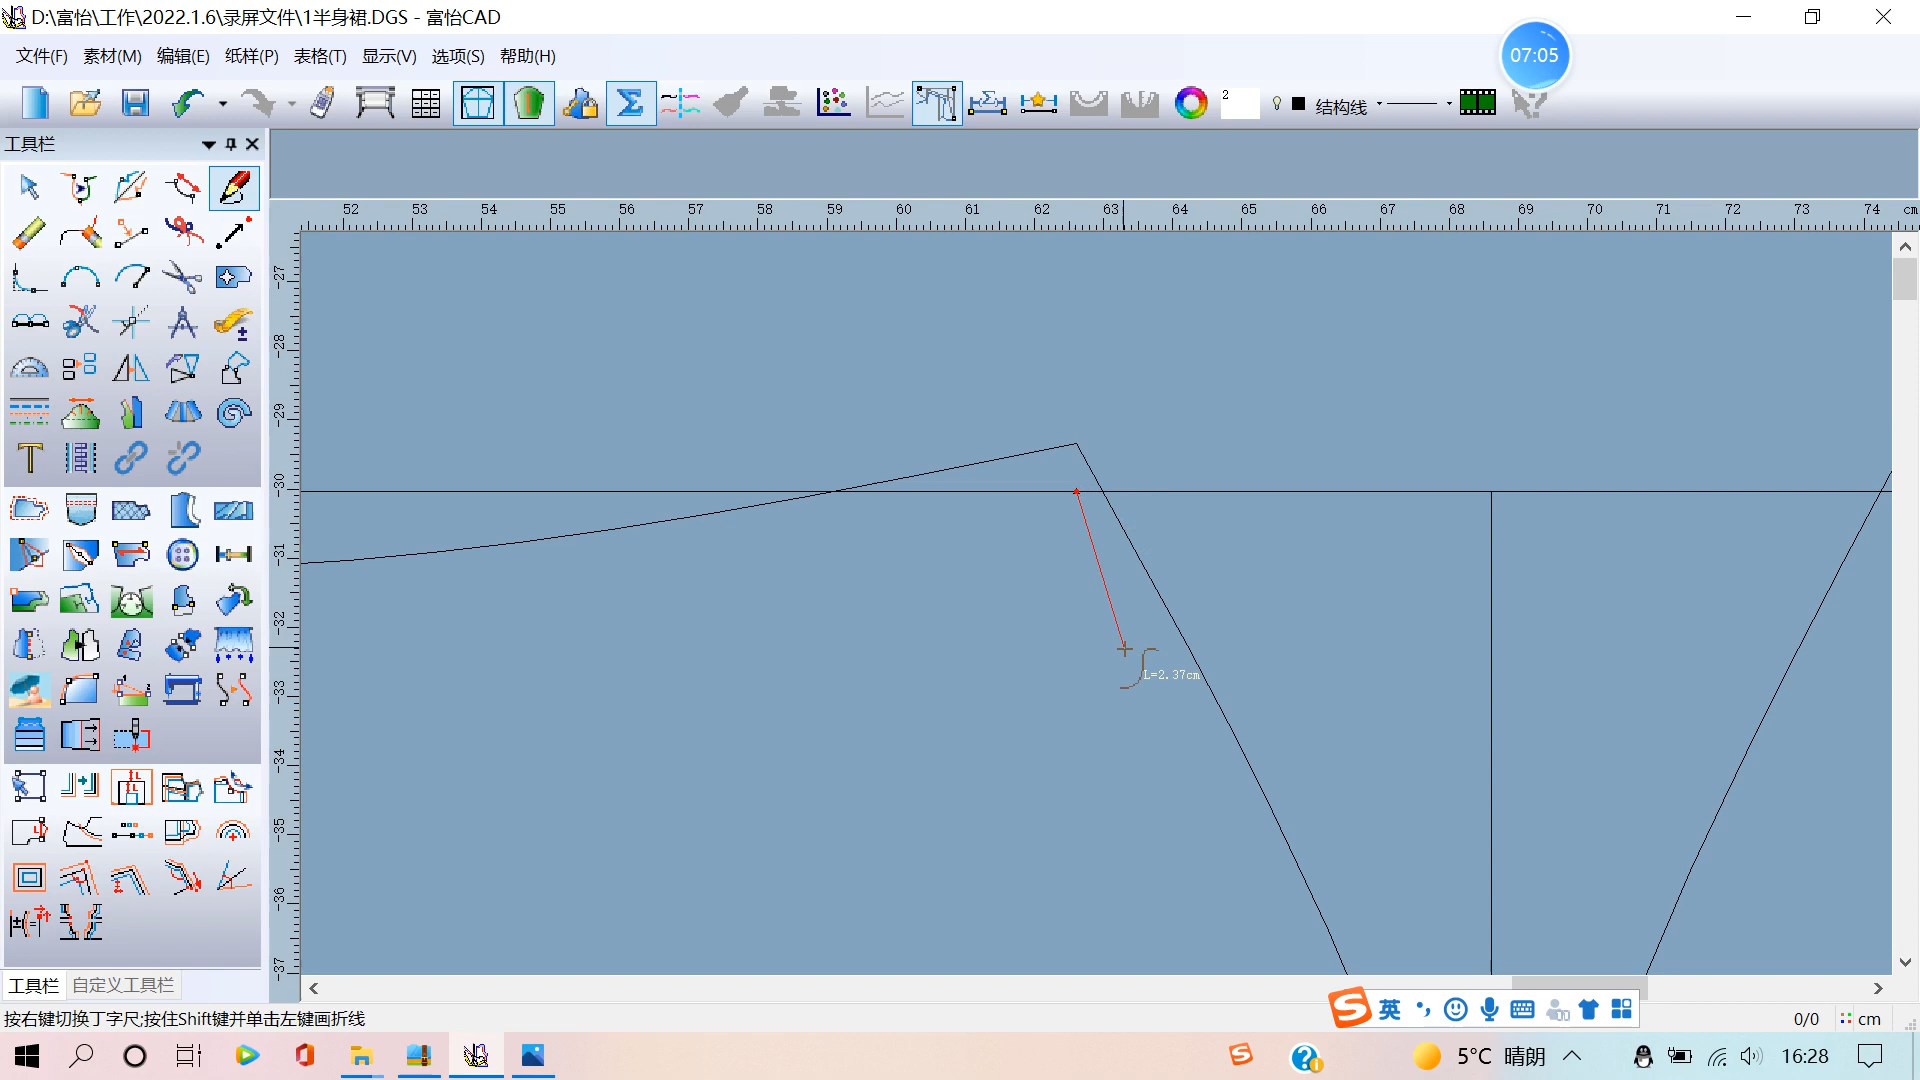 D:\富怡\工作\2022.1.6\录屏文件\1半身裙.DGS - 富怡CAD
文件(F) 素材(M) 编辑(E) 纸样(P) 表格(T) 显示(V) 选项(S) 帮助(H)
07:05
2
结构线
工具栏
52 53 54 55 56 57 58 59 60 61 62 63 64 65 66 67 68 69 70 71 72 73 74 cm
-27
-28
-29
-30
-31
-32
-33
-34
-35
-36
-37
L=2.37cm
工具栏 自定义工具栏
英
按右键切换丁字尺;按住Shift键并单击左键画折线
0/0
cm
5°C 晴朗
16:28